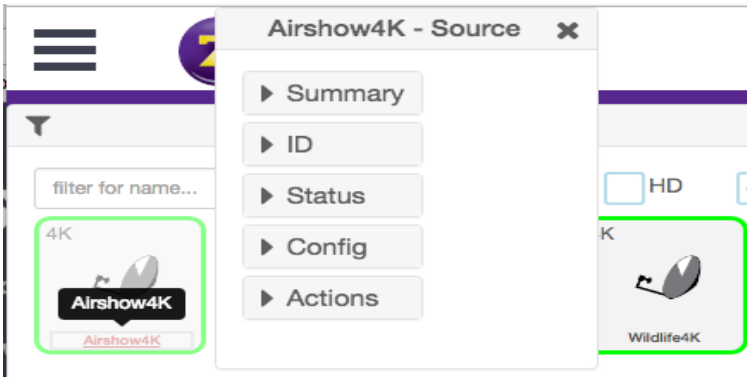 Airshow4K - Source
Summary
ID
filter for name...
Status
HD
4K
Config
Airshow4K
Actions
Airshow4K
Wildlife4K